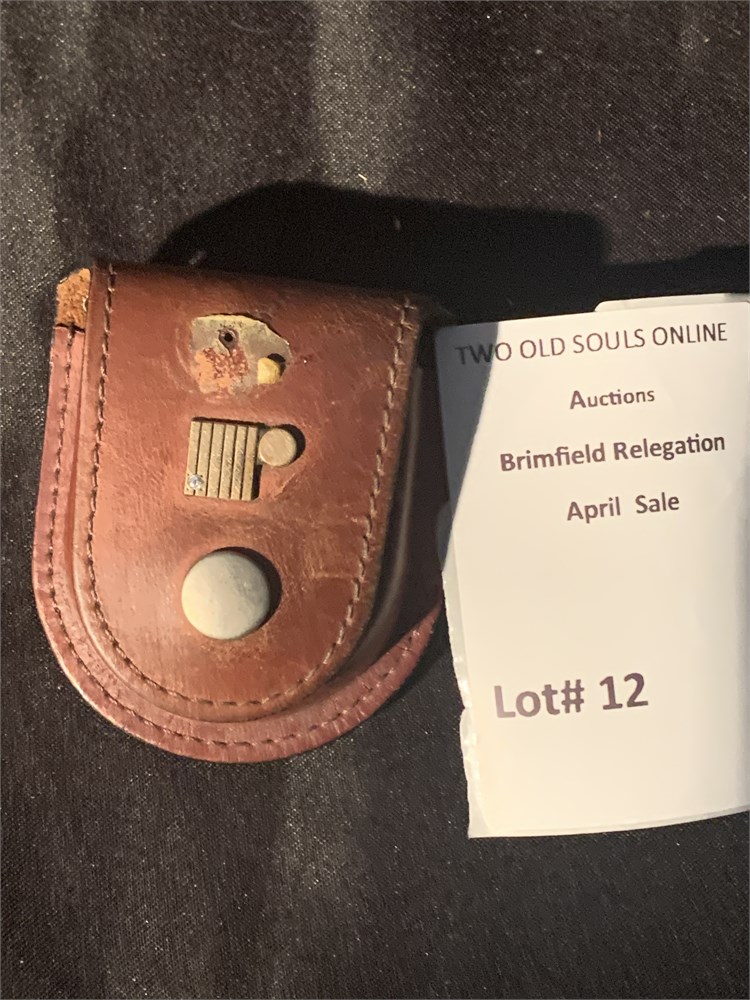 TWO OLD SOULS ONLINE
Auctions
Brimfield Relegation
April Sale
Lot# 12